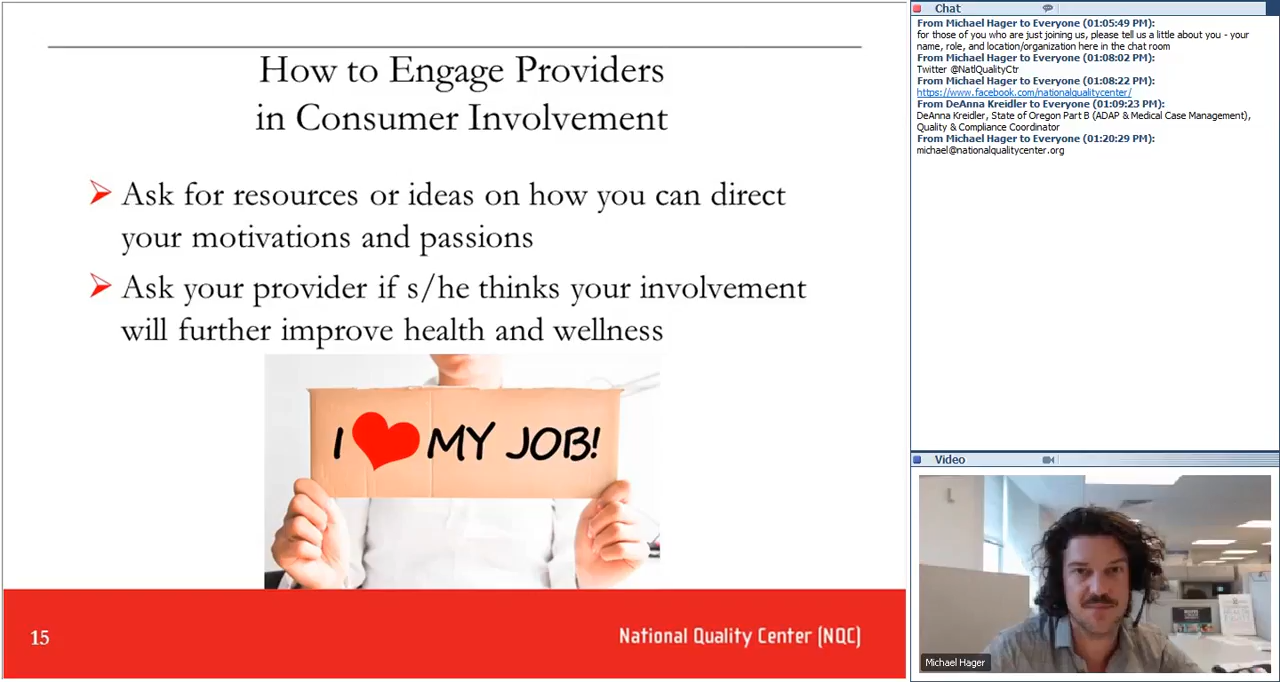 How to Engage Providers
in Consumer Involvement
Ask for resources or ideas on how you can direct
your motivations and passions
Ask your provider if s/he thinks your involvement
will further improve health and wellness
I MY JOB!
15
National Quality Center (NQC)
Chat
From Michael Hager to Everyone (01:05:49 PM):
for those of you who are just joining us, please tell us a little about you - your
name, role, and location/organization here in the chat room
From Michael Hager to Everyone (01:08:02 PM):
Twitter @NatlQualityCtr
From Michael Hager to Everyone (01:08:22 PM):
https://www.facebook.com/nationalqualitycenter/
From DeAnna Kreidler to Everyone (01:09:23 PM):
DeAnna Kreidler, State of Oregon Part B (ADAP & Medical Case Management),
Quality & Compliance Coordinator
From Michael Hager to Everyone (01:20:29 PM):
michael@nationalqualitycenter.org
Video
Michael Hager